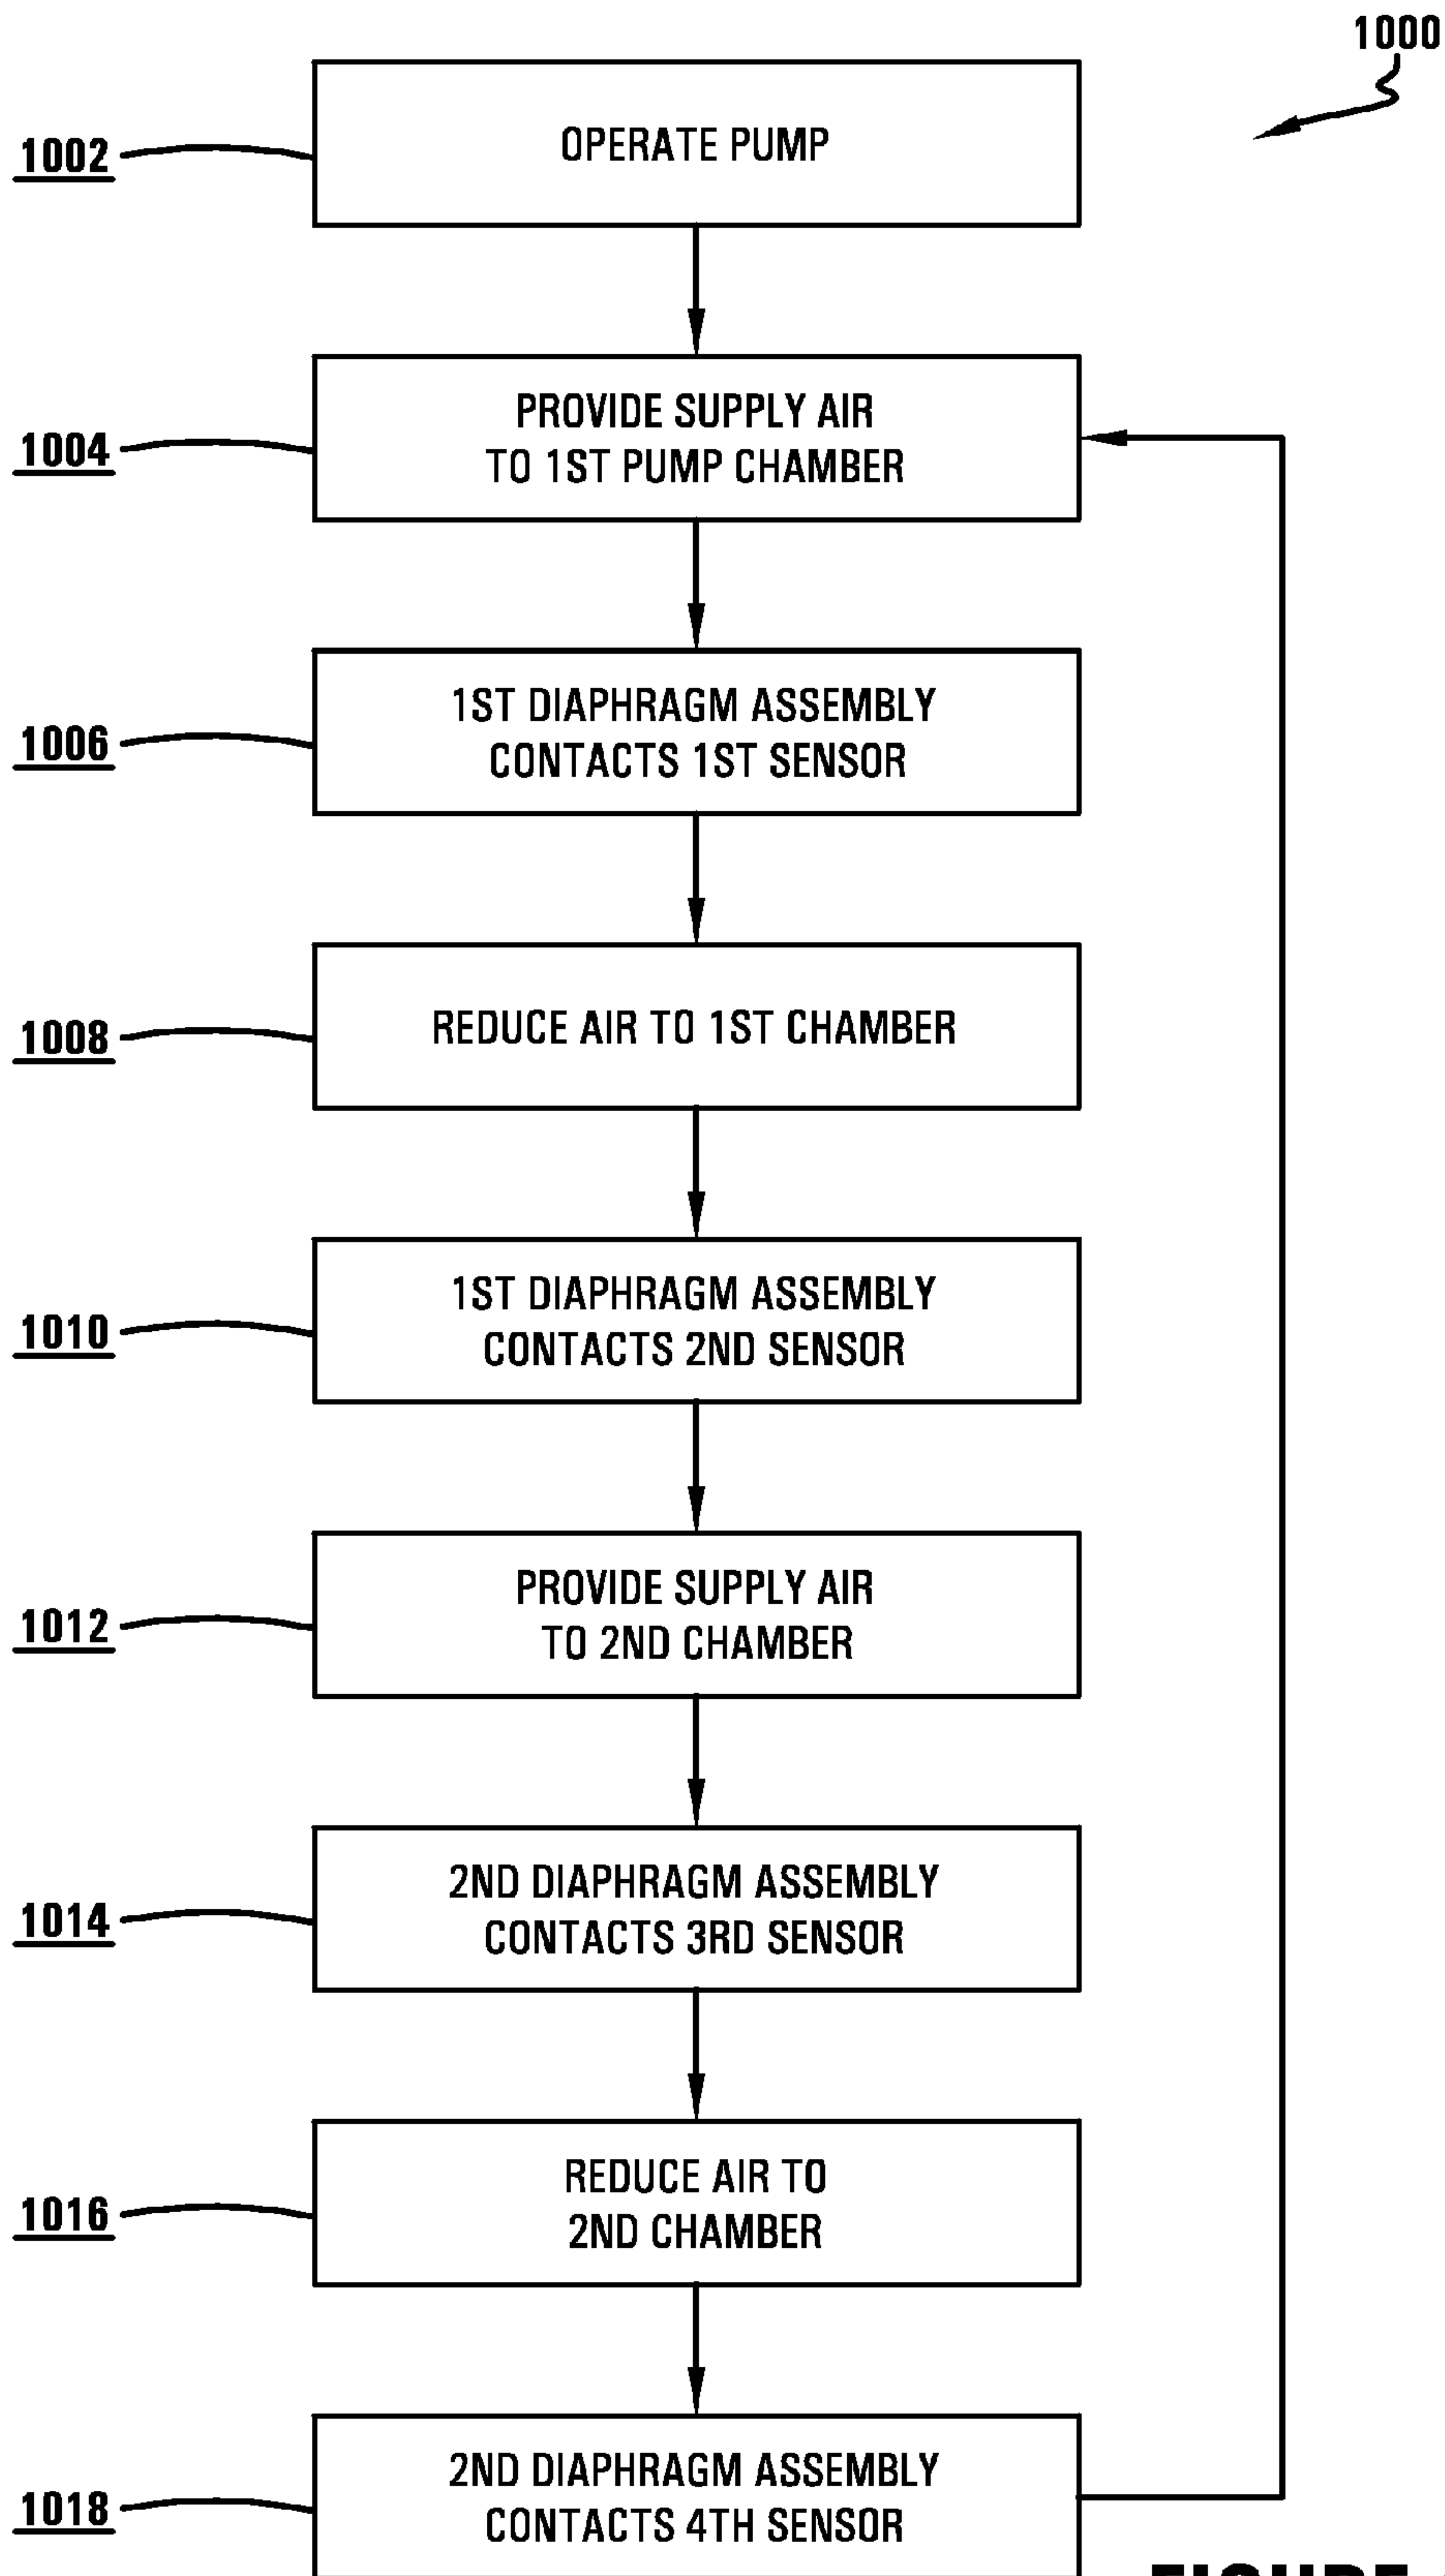 1000
1002
OPERATE PUMP
1004
PROVIDE SUPPLY AIR
TO 1ST PUMP CHAMBER
1006
1ST DIAPHRAGM ASSEMBLY
CONTACTS 1ST SENSOR
1008
REDUCE AIR TO 1ST CHAMBER
1010
1ST DIAPHRAGM ASSEMBLY
CONTACTS 2ND SENSOR
1012
PROVIDE SUPPLY AIR
TO 2ND CHAMBER
1014
2ND DIAPHRAGM ASSEMBLY
CONTACTS 3RD SENSOR
1016
REDUCE AIR TO
2ND CHAMBER
1018
2ND DIAPHRAGM ASSEMBLY
CONTACTS 4TH SENSOR
FIGURE